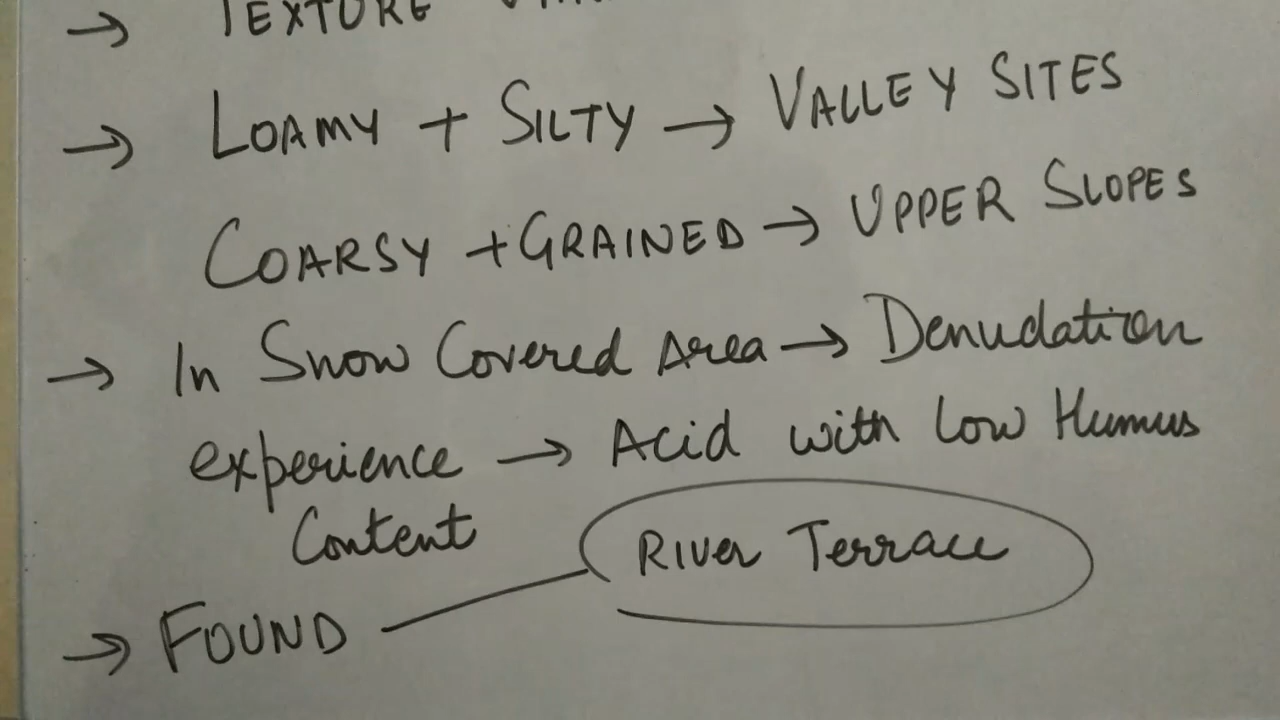 → TEXTURE
→ LOAMY + SILTY → VALLEY SITES
COARSY + GRAINED → UPPER SLOPES
→ In Snow Covered Area → Denudation
experience → Acid with low Humus
Content
River Terrace
→ FOUND